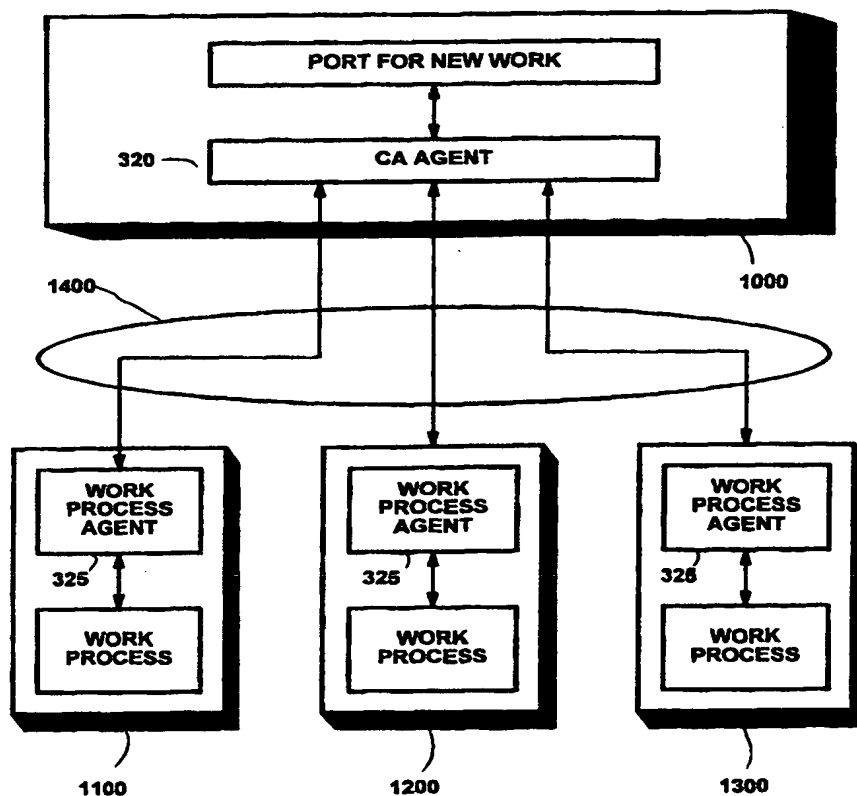 PORT FOR NEW WORK
320
CA AGENT
1000
1400
WORK
PROCESS
AGENT
325
WORK
PROCESS
1100
WORK
PROCESS
AGENT
325
WORK
PROCESS
1200
WORK
PROCESS
AGENT
325
WORK
PROCESS
1300